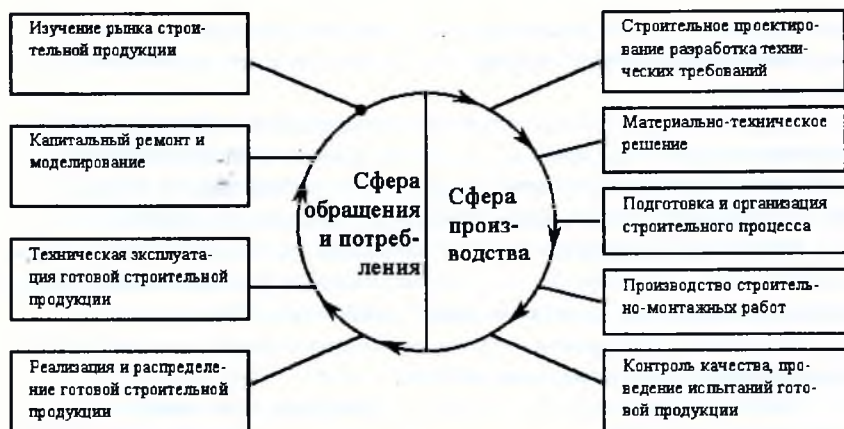 Изучение рынка строи-
тельной продукции
Капитальный ремонт и
моделирование
Техническая эксплуата-
ация готовой строительной
продукции
Реализация и распределе-
ние готовой строительной
продукции
Сфера
обращения
и потреб-
ления
Сфера
произ-
водства
Строительное проектиро-
вание разработка техни-
ческих требований
Материально-техническое
решение
Подготовка и организация
строительного процесса
Производство строитель-
но-монтажных работ
Контроль качества, про-
ведение испытаний гото-
вой продукции